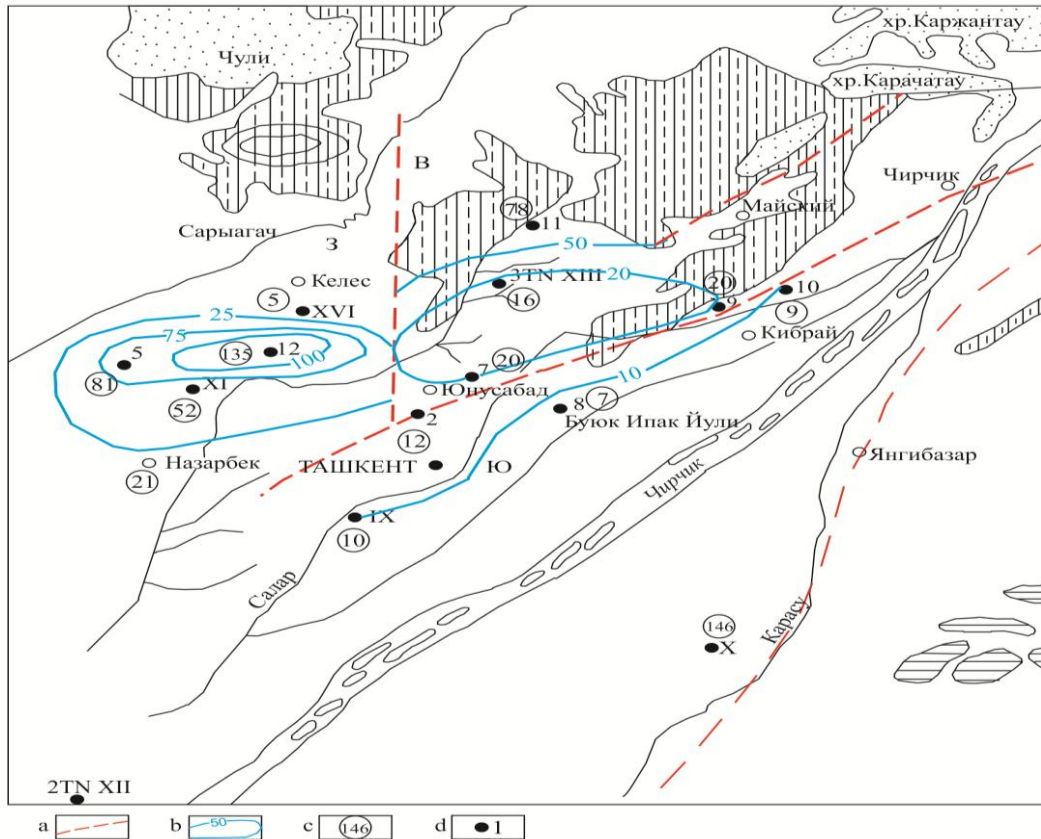 хр.Каржантау
Чули
хр.Карачатау
В
Чирчик
78
Майский
11
Сарыагач
З
50
Келес
3TN XIII
20
20
5
XVI
16
9
10
25
9
Кибрай
75
135
12
5
100
7
20
10
81
XI
Юнусабад
8
7
52
2
Буюк Ипак Йули
12
Янгибазар
Назарбек
ТАШКЕНТ
Ю
21
Чирчик
IX
10
Салар
Карасу
146
X
2TN XII
a
b
50
c
146
d
1